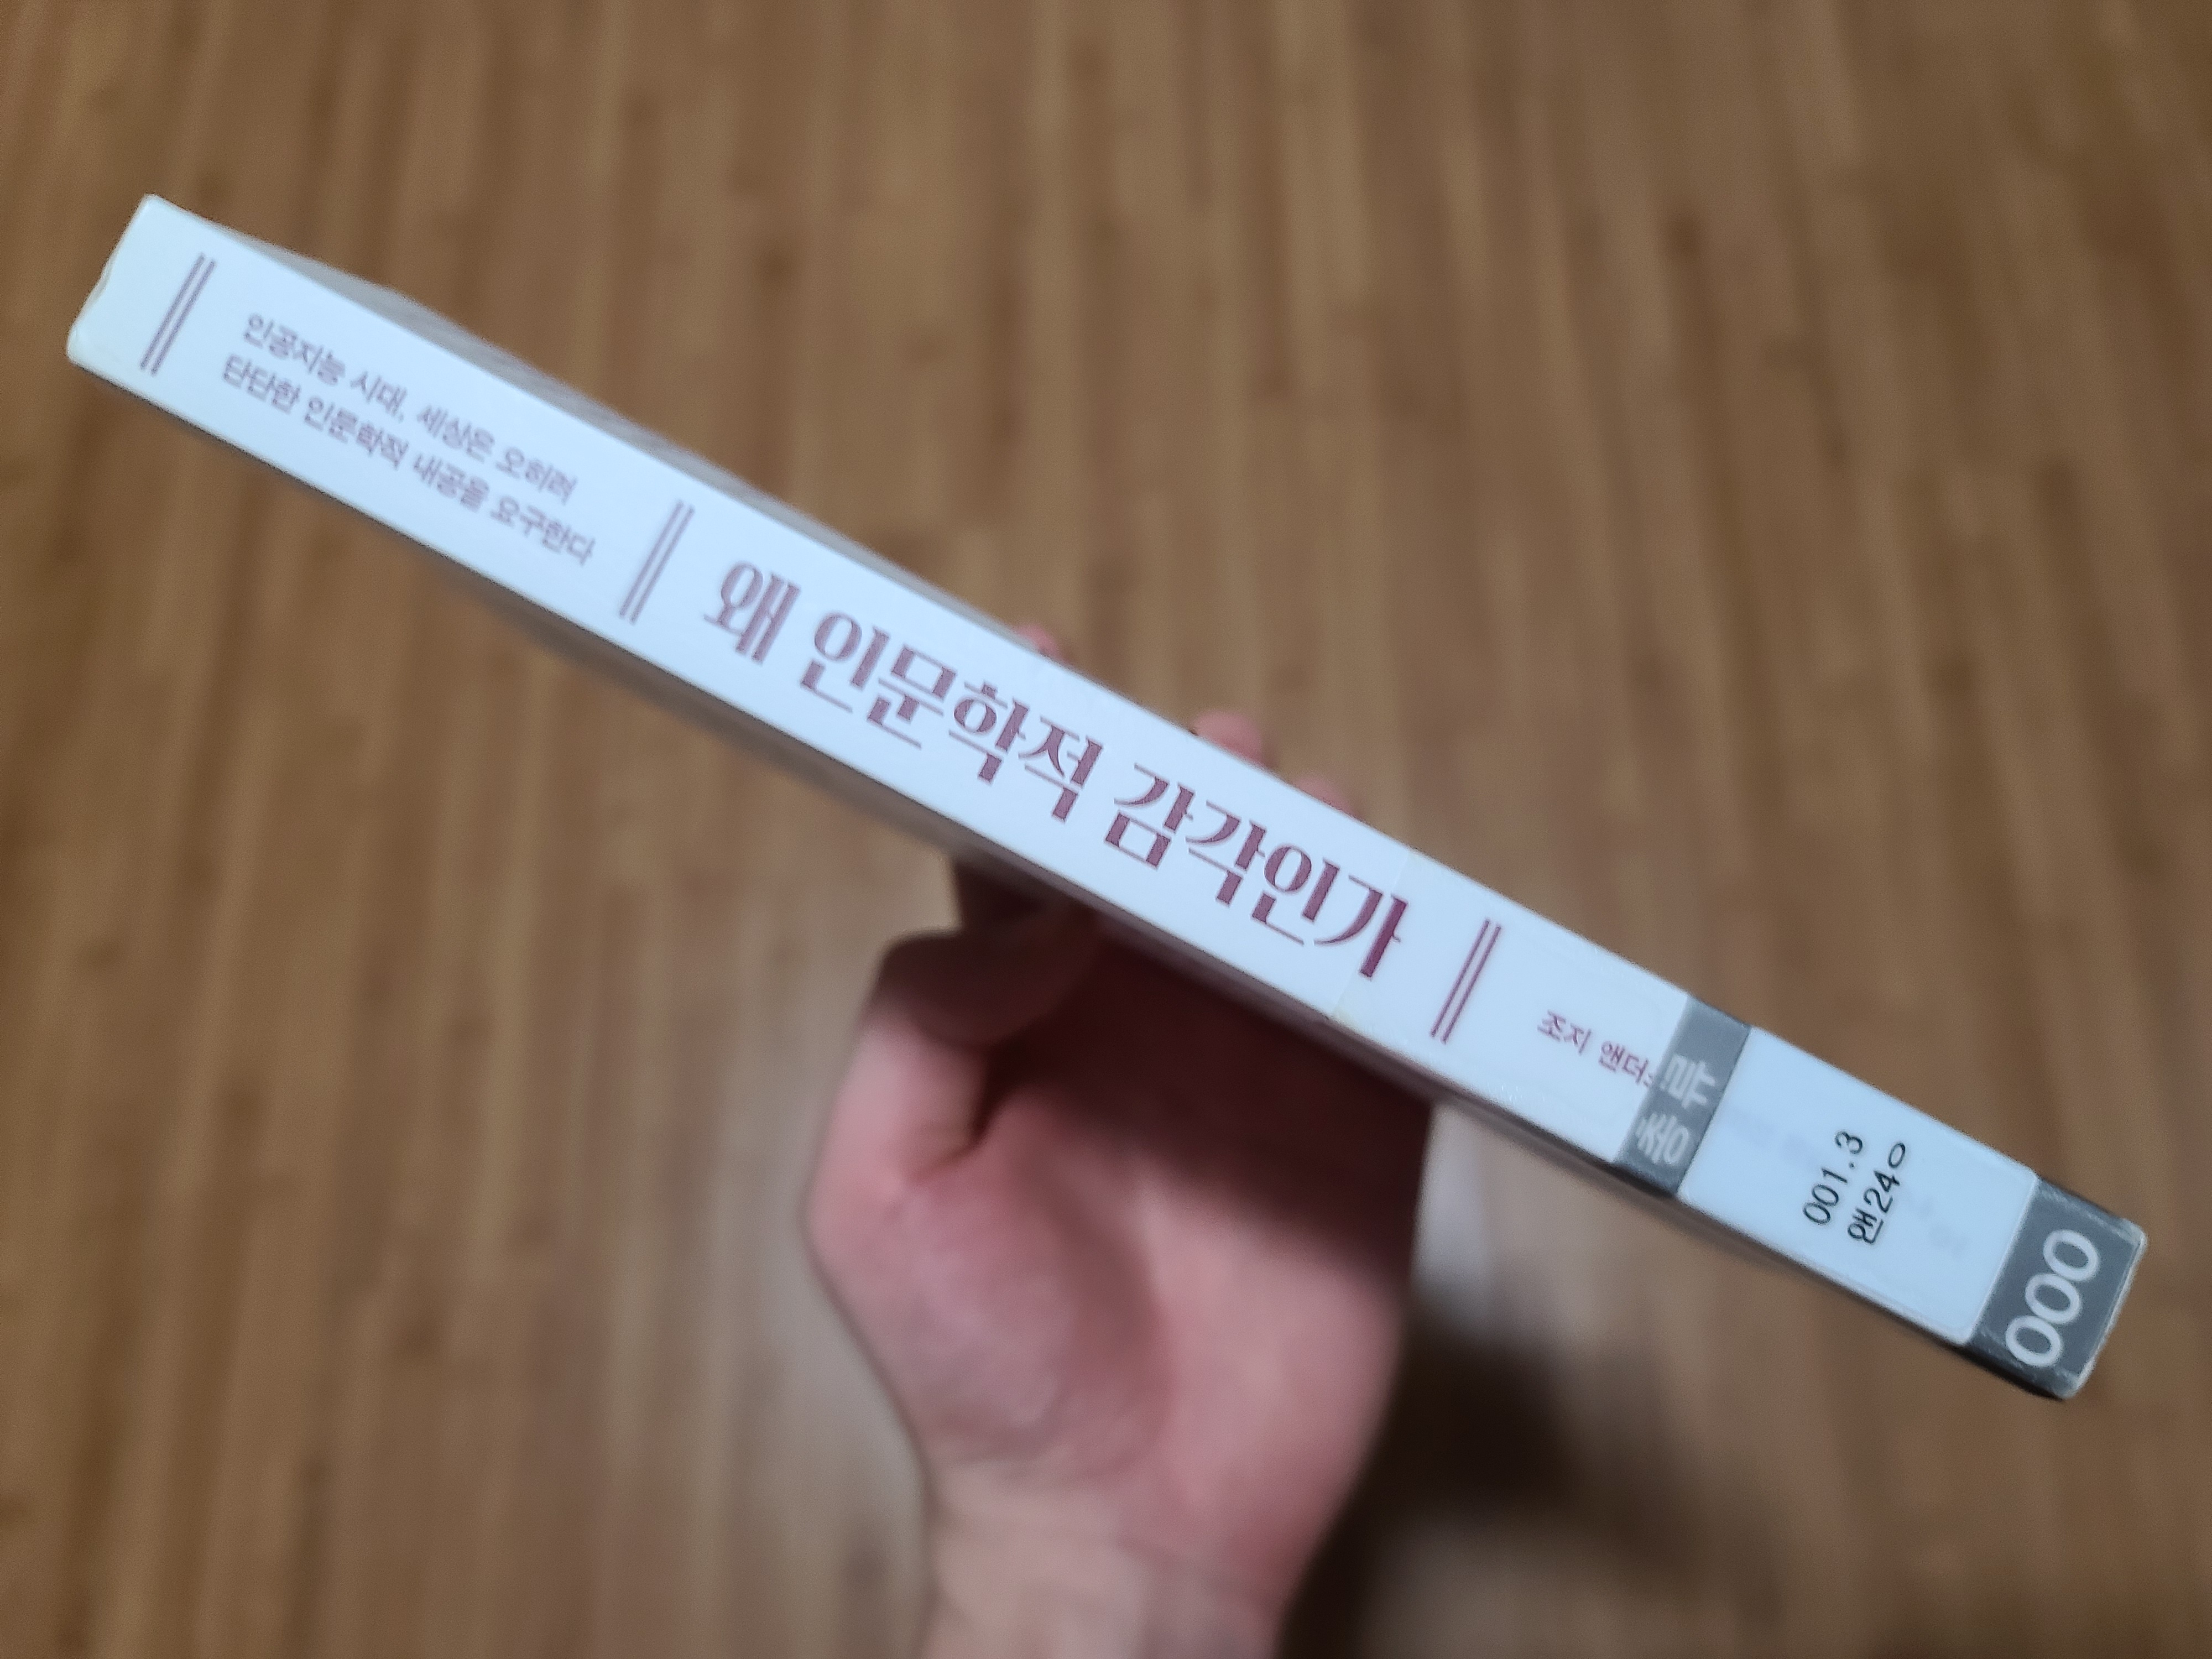 인공지능 시대, 세상은 오히려
단단한 인문학적 내공을 요구한다
왜 인문학적 감각인가
조지 앤더
총류
001.3
앤24ㅇ
000